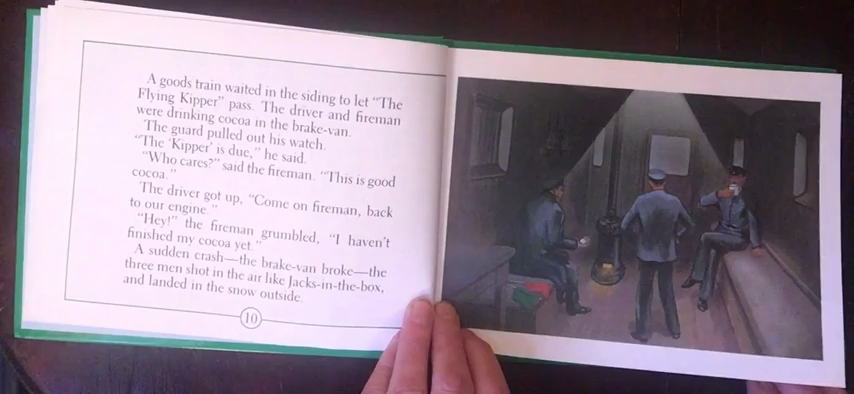 A goods train waited in the siding to let “The
Flying Kipper” pass. The driver and fireman
were drinking cocoa in the brake-van.
The guard pulled out his watch.
“The ‘Kipper’ is due,” he said.
“Who cares?” said the fireman. “This is good
cocoa.”
The driver got up, “Come on fireman, back
to our engine.”
“Hey!” the fireman grumbled, “I haven’t
finished my cocoa yet.”
A sudden crash—the brake-van broke—the
three men shot in the air like Jacks-in-the-box,
and landed in the snow outside.
10